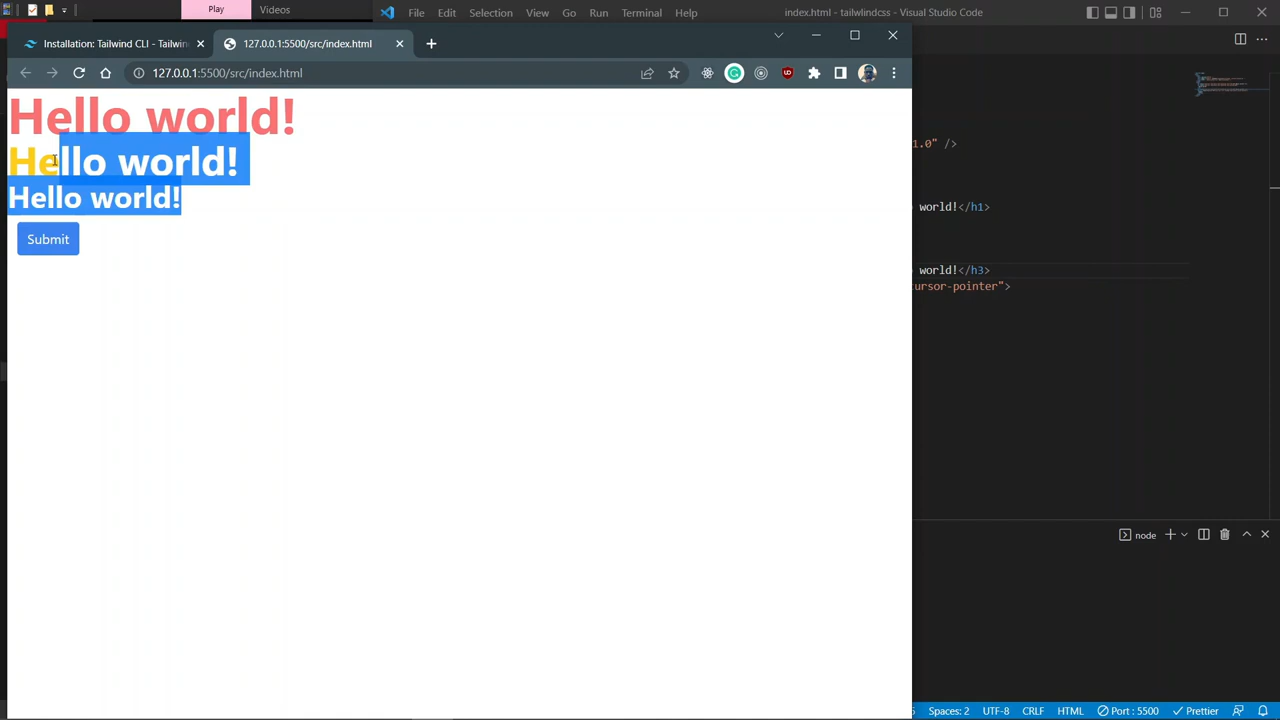 Play
Videos
File Edit Selection View Go Run Terminal Help
index.html - tailwindcss - Visual Studio Code
Installation: Tailwind CLI - Tailwin
127.0.0.1:5500/src/index.html
127.0.0.1:5500/src/index.html
Hello world!
Hello world!
Hello world!
Submit
1.0" />
world!</h1>
world!</h3>
cursor-pointer">
node
Spaces: 2 UTF-8 CRLF HTML Port : 5500 Prettier